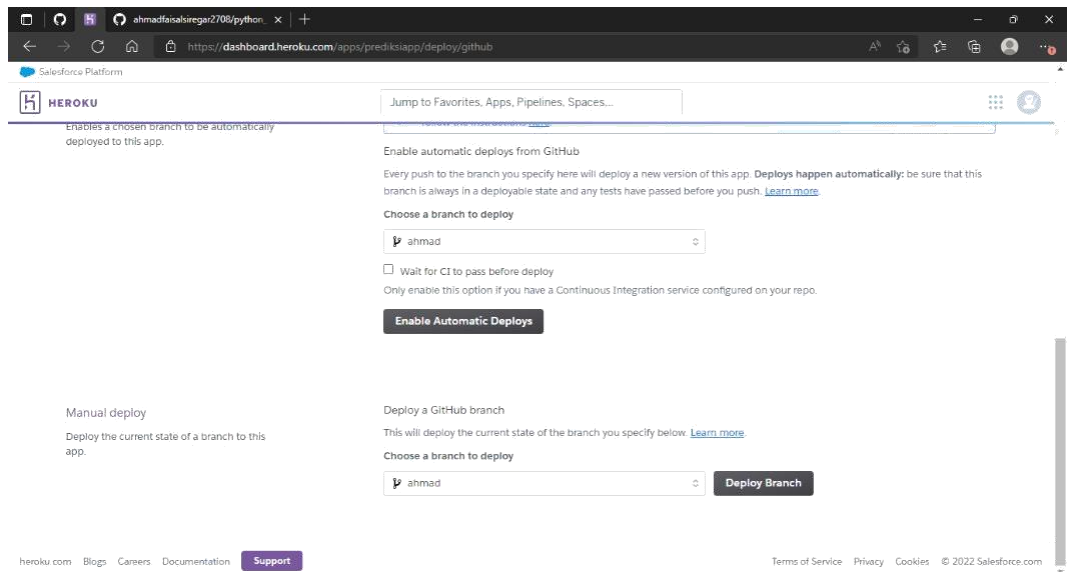 ahmadfaisalsiregar2708/python_
https://dashboard.heroku.com/apps/prediksiapp/deploy/github
Salesforce Platform
HEROKU
Jump to Favorites, Apps, Pipelines, Spaces...
Enables a chosen branch to be automatically
deployed to this app.
follow the instructions here.
Enable automatic deploys from GitHub
Every push to the branch you specify here will deploy a new version of this app. Deploys happen automatically: be sure that this
branch is always in a deployable state and any tests have passed before you push. Learn more.
Choose a branch to deploy
ahmad
Wait for CI to pass before deploy
Only enable this option if you have a Continuous Integration service configured on your repo.
Enable Automatic Deploys
Manual deploy
Deploy the current state of a branch to this
app.
Deploy a GitHub branch
This will deploy the current state of the branch you specify below. Learn more.
Choose a branch to deploy
ahmad
Deploy Branch
heroku.com Blogs Careers Documentation Support
Terms of Service Privacy Cookies © 2022 Salesforce.com